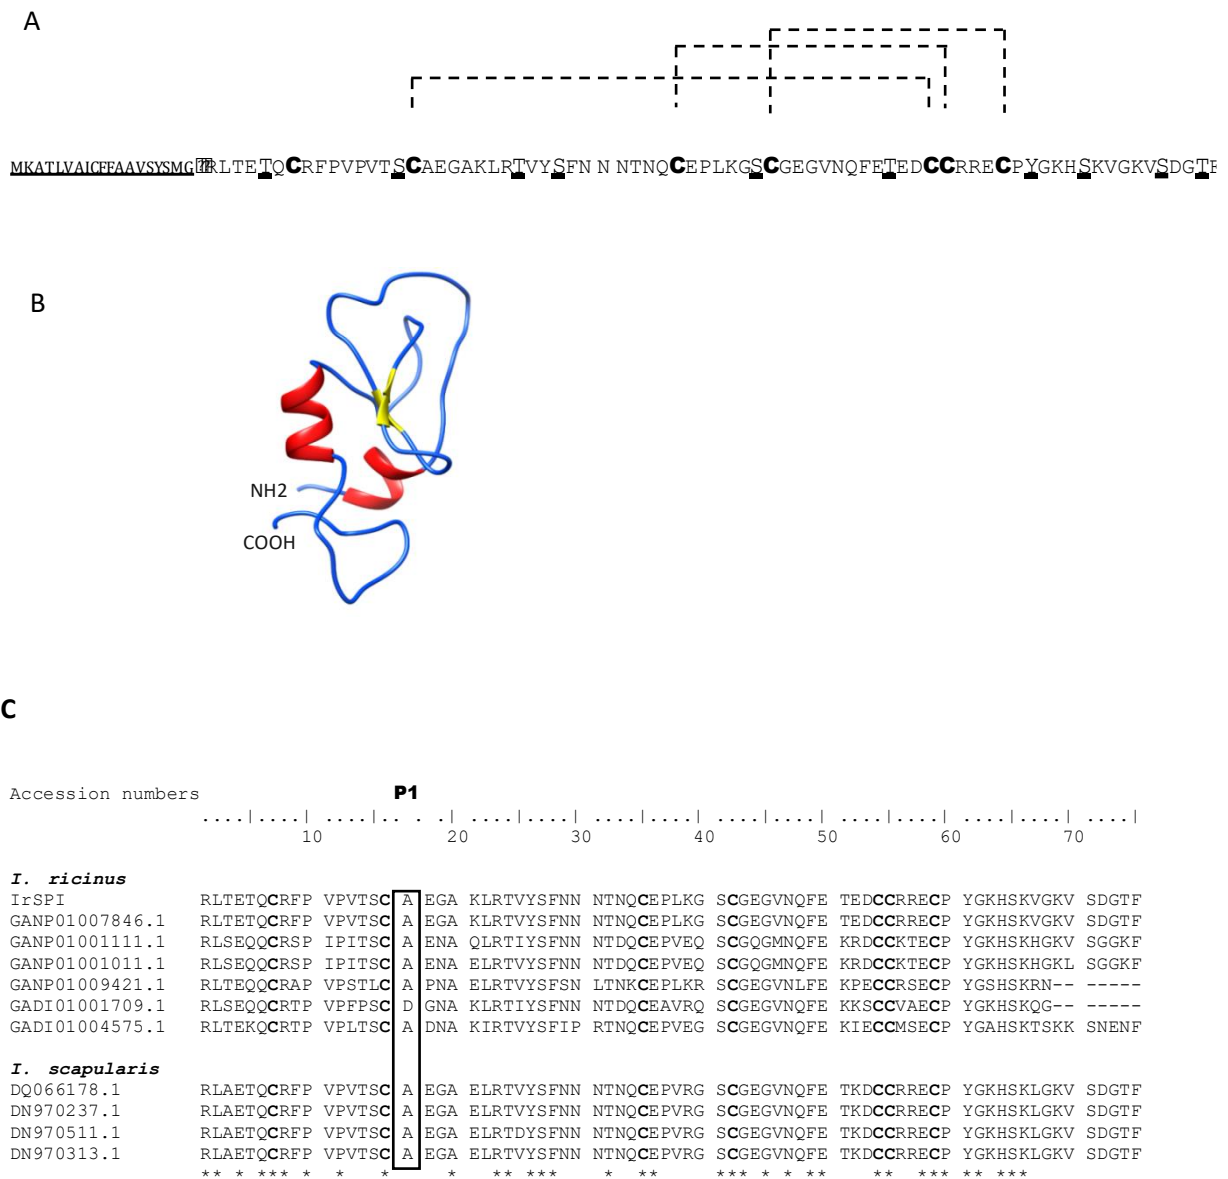 A
MKATLVAICFFAAVSYSMG RLTETQCRFPVPVTSCAEGAKLRTVYSFN N NTNQCEPLKGSCGEGVNQFETEDCCRRECPYGKHSKVGKVSDGTF
B
NH2
COOH
C
Accession numbers P1
....|....|....|....|....|....|....|....|....|....|....|....|....|....|....|
10 20 30 40 50 60 70
I. ricinus
IrSPI RLTETQCRFP VPVTSC A EGA KLRTVYSFNN NTNQCEPLKG SCGEGVNQFE TEDCCRRECP YGKHSKVGKV SDGTF
GANP01007846.1 RLTETQCRFP VPVTSC A EGA KLRTVYSFNN NTNQCEPLKG SCGEGVNQFE TEDCCRRECP YGKHSKVGKV SDGTF
GANP01001111.1 RLSEQQCRSP IPITSC A ENA QLRTIYSFNN NTDQCEPVEQ SCGQGMNQFE KRDCCKTECP YGKHSKHGKV SGGKF
GANP01001011.1 RLSEQQCRSP IPITSC A ENA ELRTVYSFNN NTDQCEPVEQ SCGQGMNQFE KRDCCKTECP YGKHSKHGKL SGGKF
GANP01009421.1 RLTEQQCRAP VPSTLC A PNA ELRTVYSFSN LTNKCEPLKR SCGEGVNLFE KPECCRSECP YGSHSKRN-- -----
GADI01001709.1 RLSEQQCRTP VPFPSC D GNA KLRTIYSFNN NTDQCEAVRQ SCGEGVNQFE KKSCCVAECP YGKHSKQG-- -----
GADI01004575.1 RLTEKQCRTP VPLTSC A DNA KIRTVYSFIP RTNQCEPVEG SCGEGVNQFE KIECCMSECP YGAHSKTSKK SNENF
I. scapularis
DQ066178.1 RLAETQCRFP VPVTSC A EGA ELRTVYSFNN NTNQCEPVRG SCGEGVNQFE TKDCCRRECP YGKHSKLGKV SDGTF
DN970237.1 RLAETQCRFP VPVTSC A EGA ELRTVYSFNN NTNQCEPVRG SCGEGVNQFE TKDCCRRECP YGKHSKLGKV SDGTF
DN970511.1 RLAETQCRFP VPVTSC A EGA ELRTDYSFNN NTNQCEPVRG SCGEGVNQFE TKDCCRRECP YGKHSKLGKV SDGTF
DN970313.1 RLAETQCRFP VPVTSC A EGA ELRTVYSFNN NTNQCEPVRG SCGEGVNQFE TKDCCRRECP YGKHSKLGKV SDGTF
** * *** * * * * ** *** * ** *** * * ** ** *** ** ***